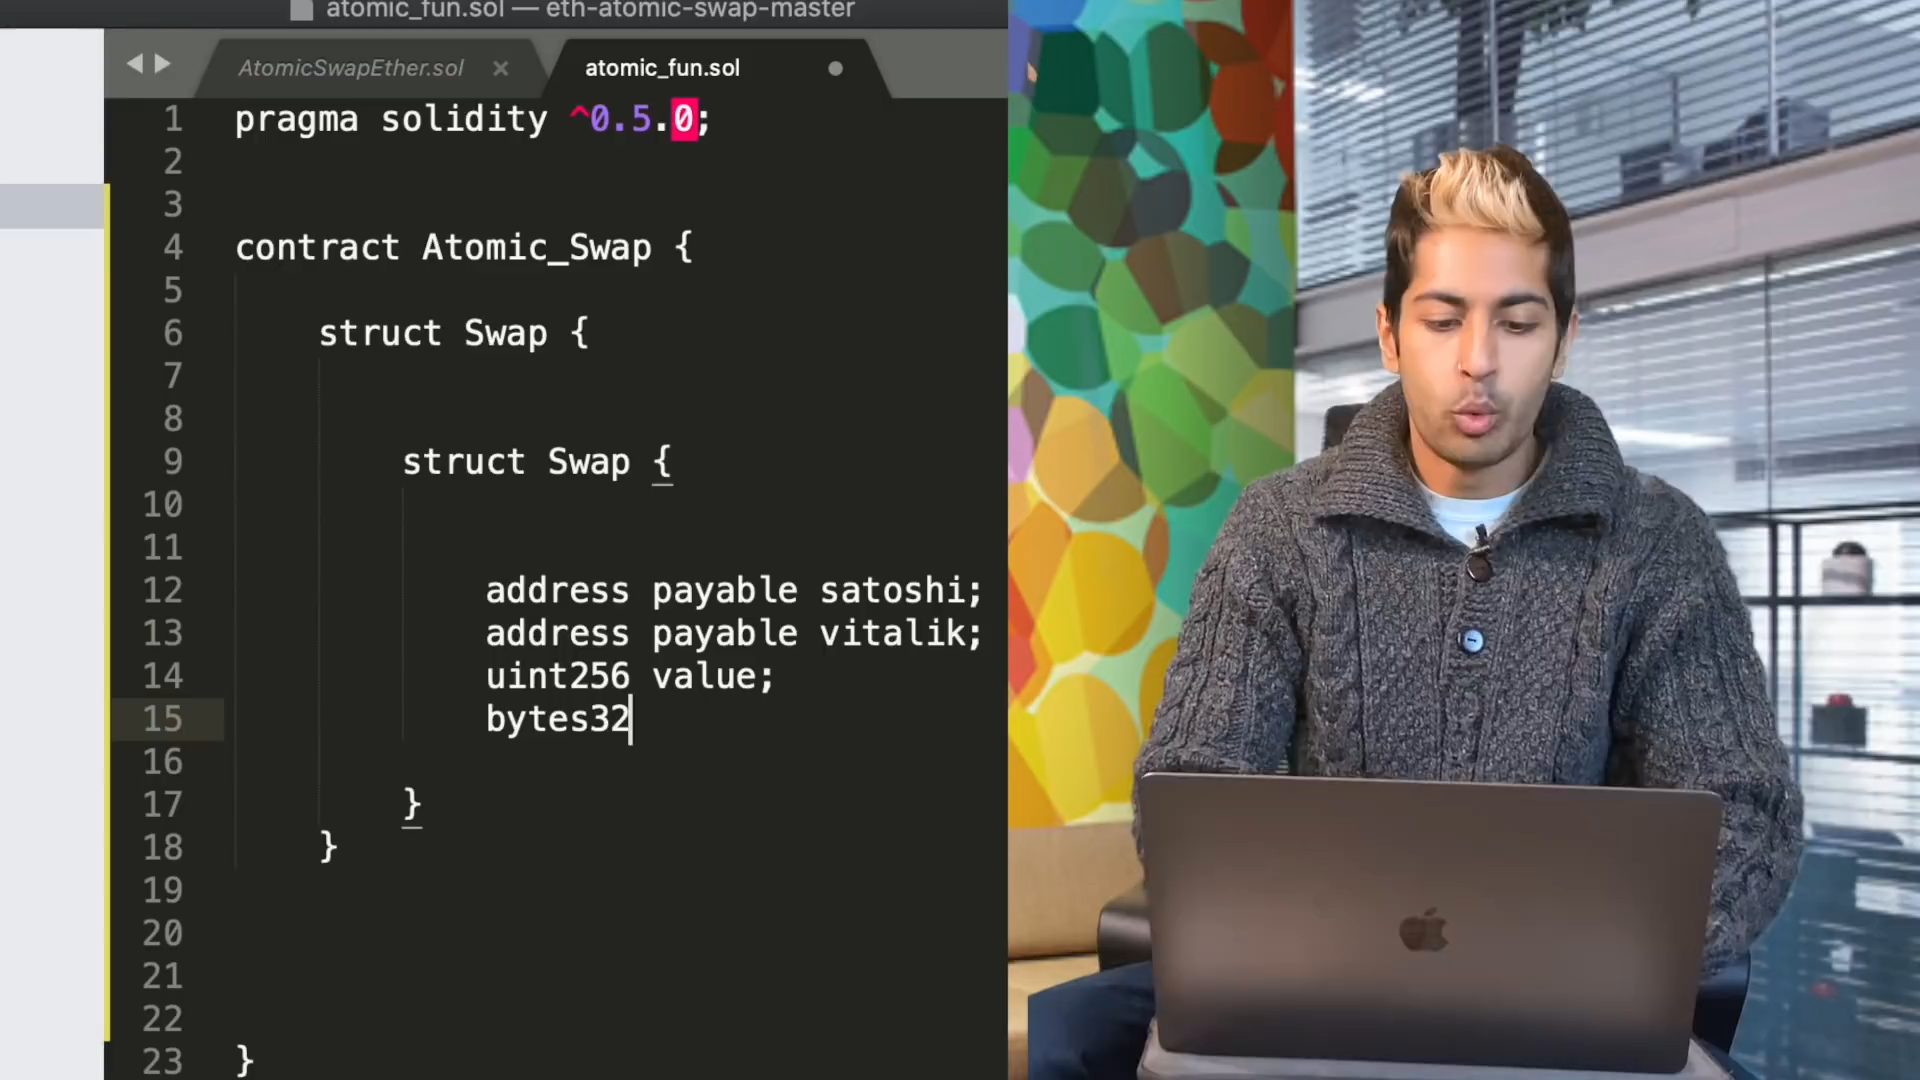 atomic_fun.sol — eth-atomic-swap-master
AtomicSwapEther.sol ×
atomic_fun.sol
1 pragma solidity ^0.5.0;
2
3
4 contract Atomic_Swap {
5
6 struct Swap {
7
8
9 struct Swap {
10
11
12 address payable satoshi;
13 address payable vitalik;
14 uint256 value;
15 bytes32
16
17 }
18 }
19
20
21
22
23 }